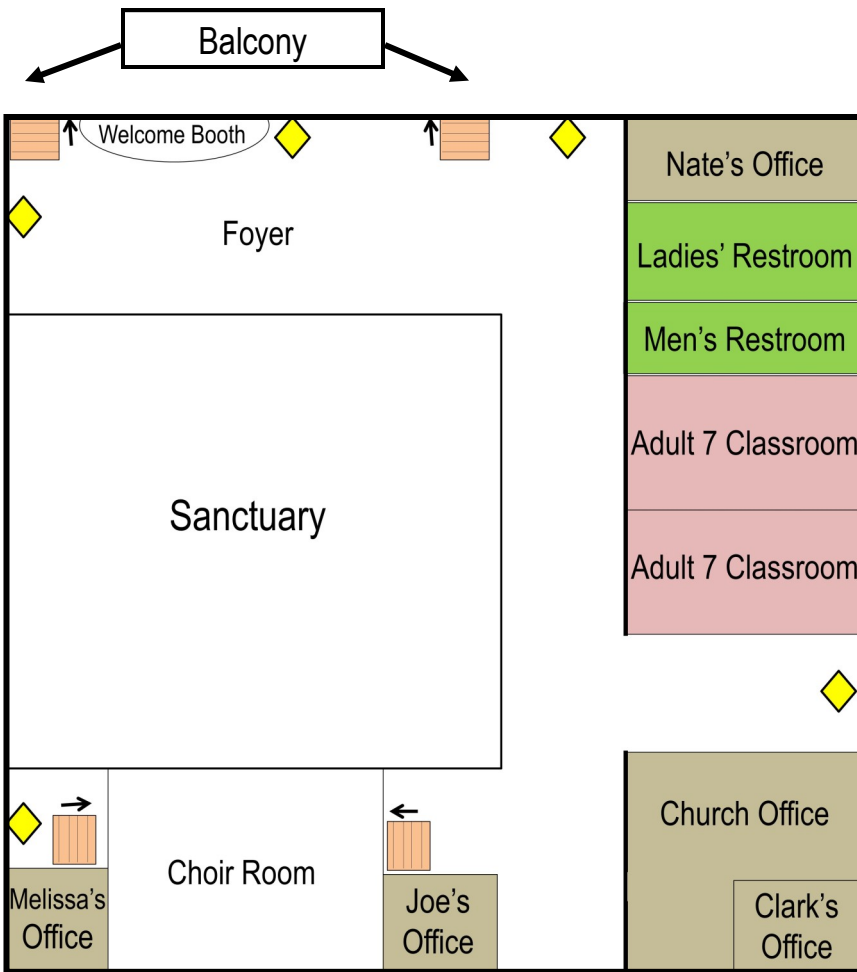 Balcony
Welcome Booth
Foyer
Nate's Office
Ladies' Restroom
Men's Restroom
Adult 7 Classroom
Sanctuary
Adult 7 Classroom
Church Office
Choir Room
Melissa's
Office
Joe's
Office
Clark's
Office